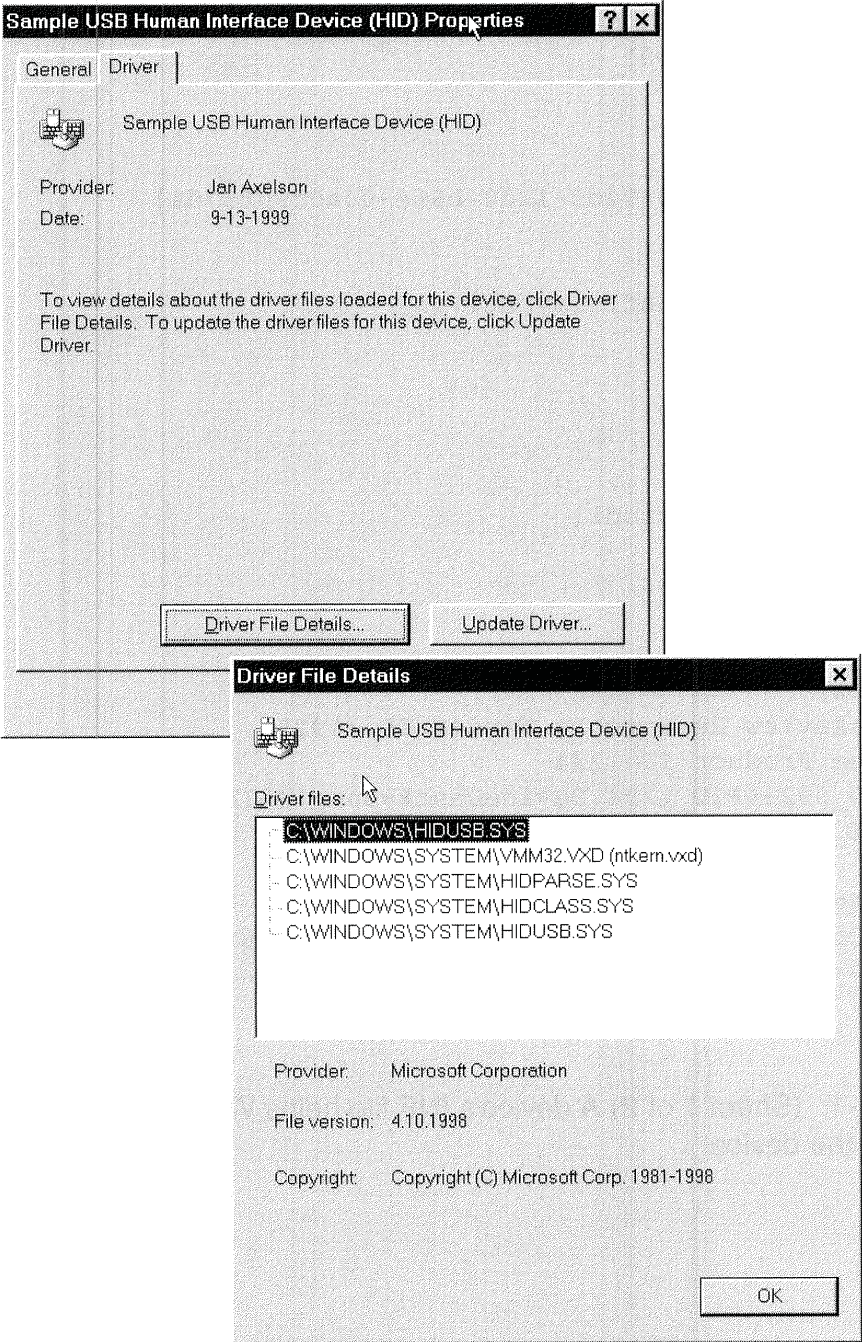 Sample USB Human Interface Device (HID) Properties
General
Driver
Sample USB Human Interface Device (HID)
Provider: Jan Axelson
Date: 9-13-1999
To view details about the driver files loaded for this device, click Driver
File Details. To update the driver files for this device, click Update
Driver.
Driver File Details...
Update Driver...
Driver File Details
Sample USB Human Interface Device (HID)
Driver files:
C:\WINDOWS\HIDUSB.SYS
C:\WINDOWS\SYSTEM\VMM32.VXD (ntkern.vxd)
C:\WINDOWS\SYSTEM\HIDPARSE.SYS
C:\WINDOWS\SYSTEM\HIDCLASS.SYS
C:\WINDOWS\SYSTEM\HIDUSB.SYS
Provider: Microsoft Corporation
File version: 4.10.1998
Copyright: Copyright (C) Microsoft Corp. 1981-1998
OK